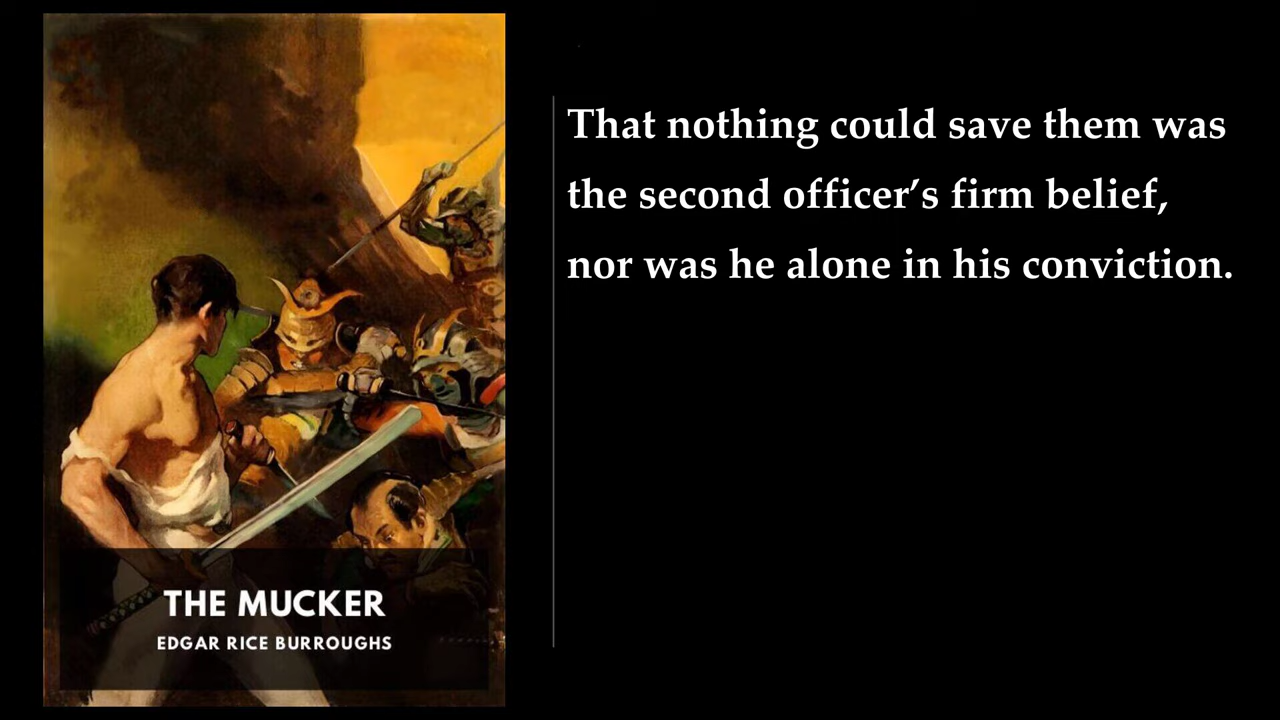 THE MUCKER
EDGAR RICE BURROUGHS
That nothing could save them was
the second officer’s firm belief,
nor was he alone in his conviction.